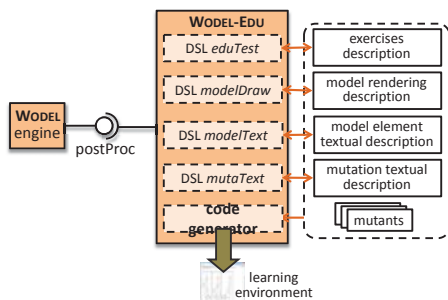 WODEL-EDU
DSL eduTest
exercises
description
DSL modelDraw
model rendering
description
WODEL
engine
postProc
DSL modelText
model element
textual description
DSL mutaText
mutation textual
description
code
generator
mutants
learning
environment